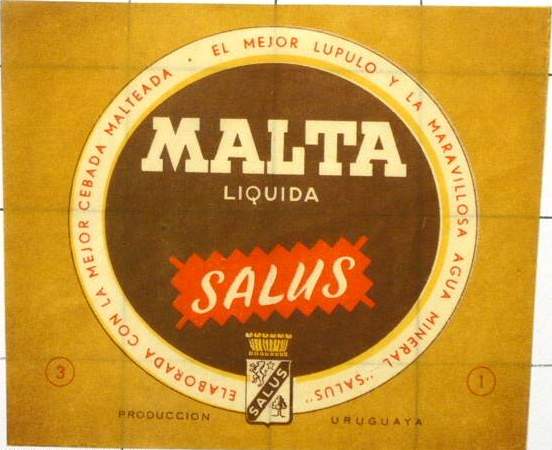 ELABORADA CON LA MEJOR CEBADA MALTEADA · EL MEJOR LUPULO Y LA MARAVILLOSA AGUA MINERAL "SALUS"
MALTA
LIQUIDA
SALUS
SALUS
3
1
PRODUCCION URUGUAYA